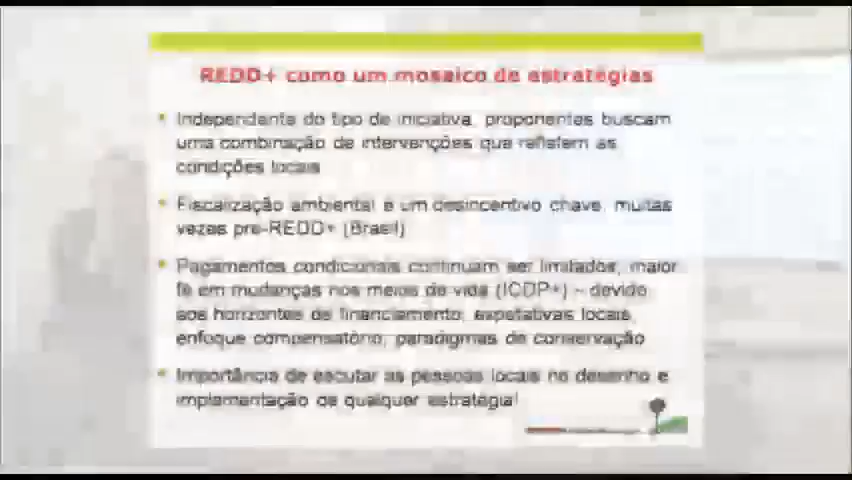 REDD+ como um mosaico de estratégias
Independente do tipo de iniciativa, proponentes buscam
uma combinação de intervenções que refletem as
condições locais
Fiscalização ambiental e um desincentivo chave, muitas
vezes pre-REDD+ (Brasil)
Pagamentos condicionais continuam ser limitados, maior
fé em mudanças nos meios de vida (ICDP+) – devido
aos horizontes de financiamento, expetativas locais,
enfoque compensatório, paradigmas de conservação
Importância de escutar as pessoas locais no desenho e
implementação de qualquer estratégia!